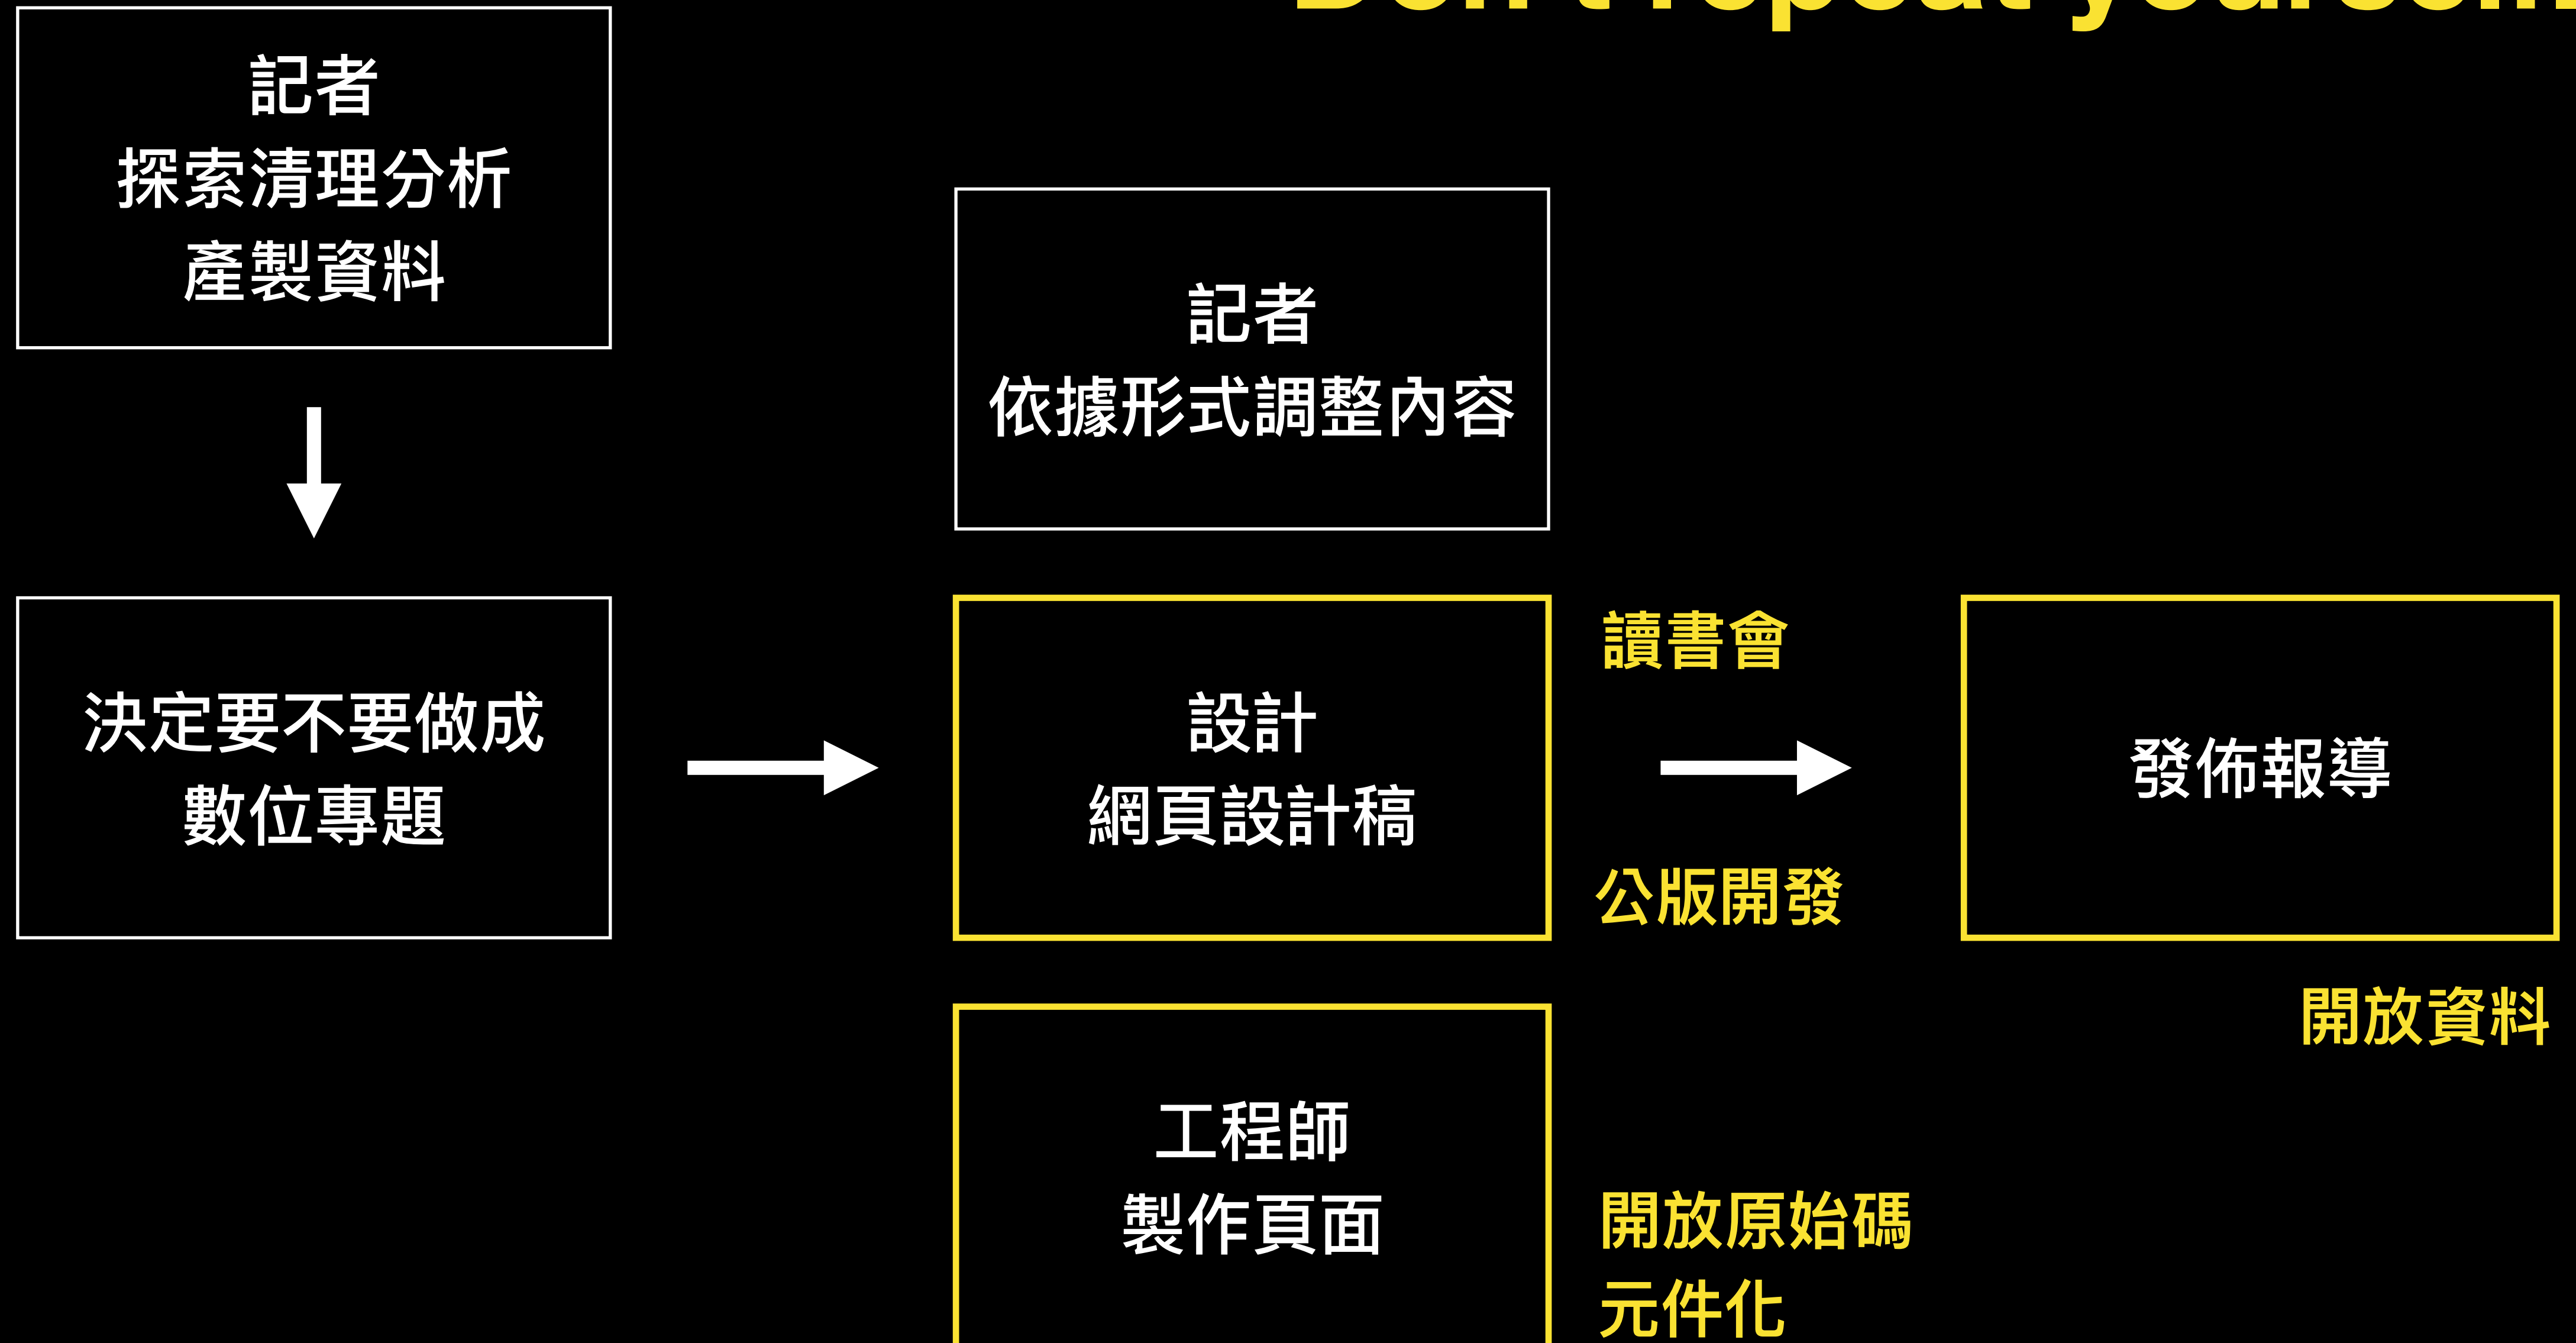 記者
探索清理分析
產製資料
記者
依據形式調整內容
決定要不要做成
數位專題
設計
網頁設計稿
讀書會
公版開發
發佈報導
開放資料
工程師
製作頁面
開放原始碼
元件化